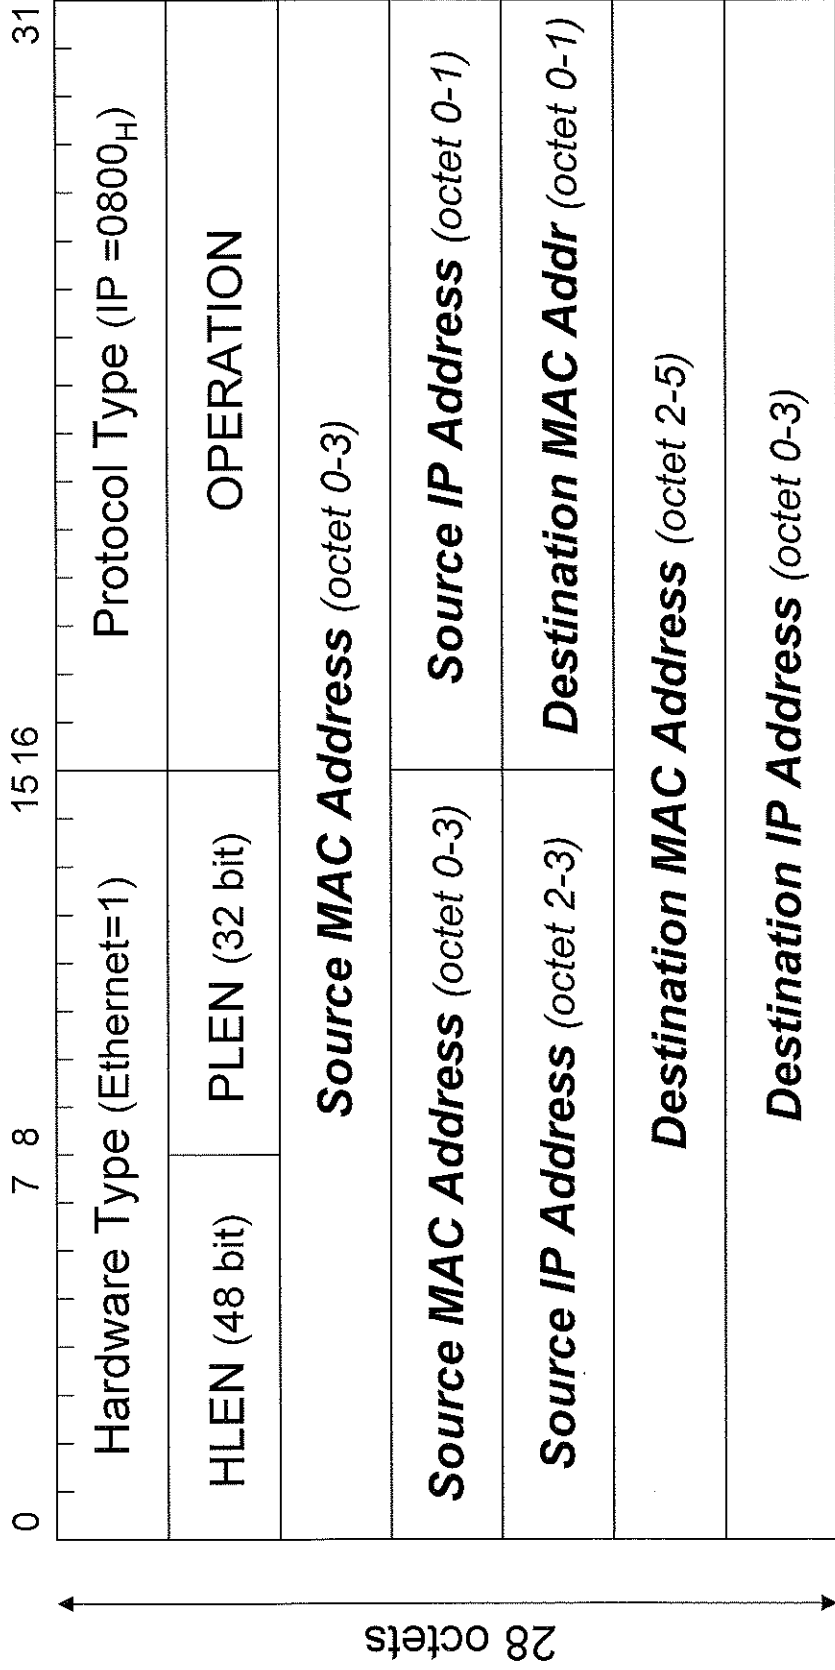 0 7 8 15 16 31
Hardware Type (Ethernet=1) Protocol Type (IP =0800H)
HLEN (48 bit) PLEN (32 bit) OPERATION
Source MAC Address (octet 0-3)
Source MAC Address (octet 0-3) Source IP Address (octet 0-1)
Source IP Address (octet 2-3) Destination MAC Addr (octet 0-1)
Destination MAC Address (octet 2-5)
Destination IP Address (octet 0-3)
28 octets